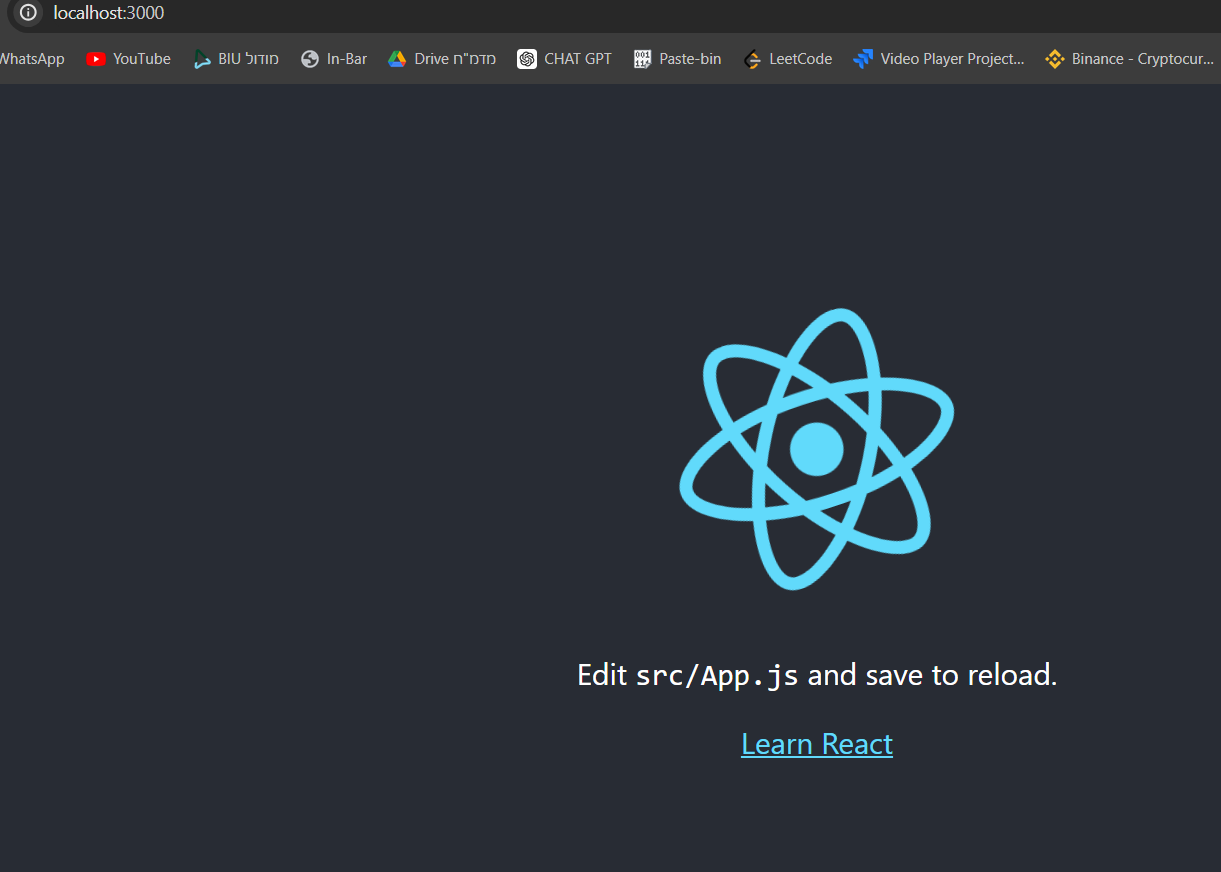 localhost:3000
WhatsApp YouTube BIU מודול In-Bar Drive מדמ"ח CHAT GPT Paste-bin LeetCode Video Player Project... Binance - Cryptocur...
Edit src/App.js and save to reload.
Learn React